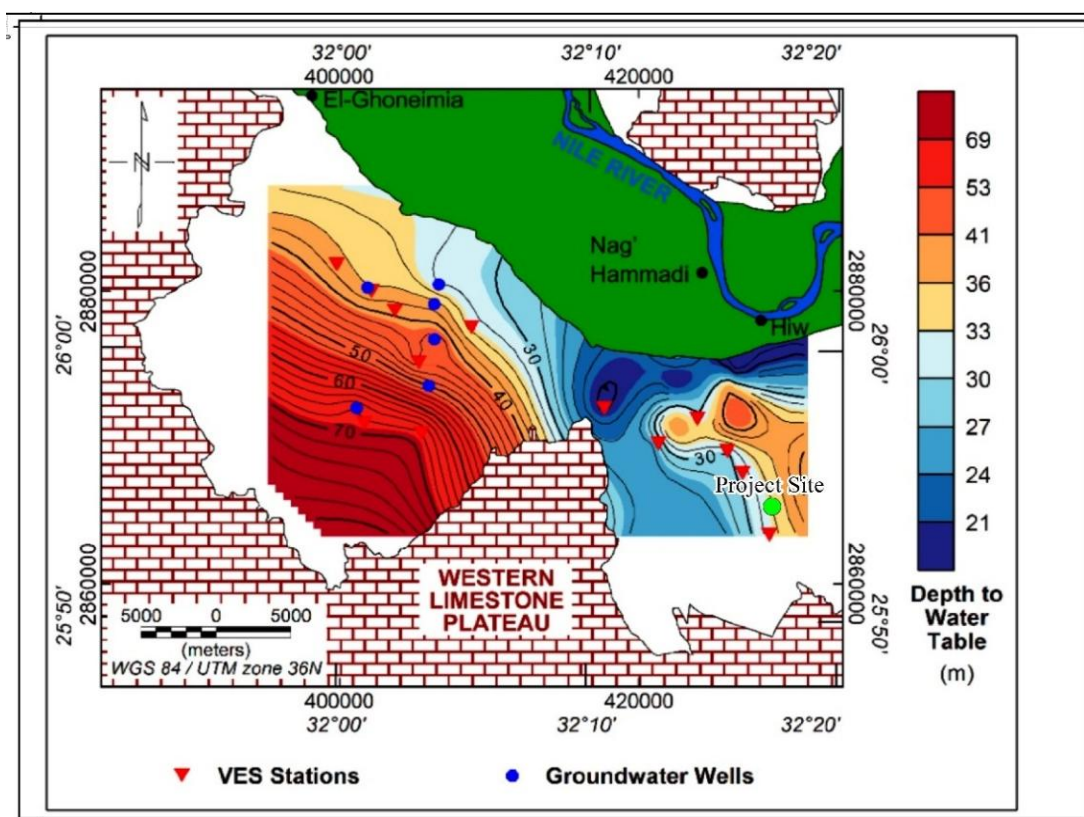 32°00' 32°10' 32°20'
400000 420000
El-Ghoneimia
N
NILE RIVER
Nag'
Hammadi
Hiw
2880000 2880000
26°00' 26°00'
30
50
60
40
70
30
Project Site
WESTERN
LIMESTONE
PLATEAU
2860000 2860000
25°50' 25°50'
5000 0 5000
(meters)
WGS 84 / UTM zone 36N
400000 420000
32°00' 32°10' 32°20'
69
53
41
36
33
30
27
24
21
Depth to
Water
Table
(m)
VES Stations Groundwater Wells